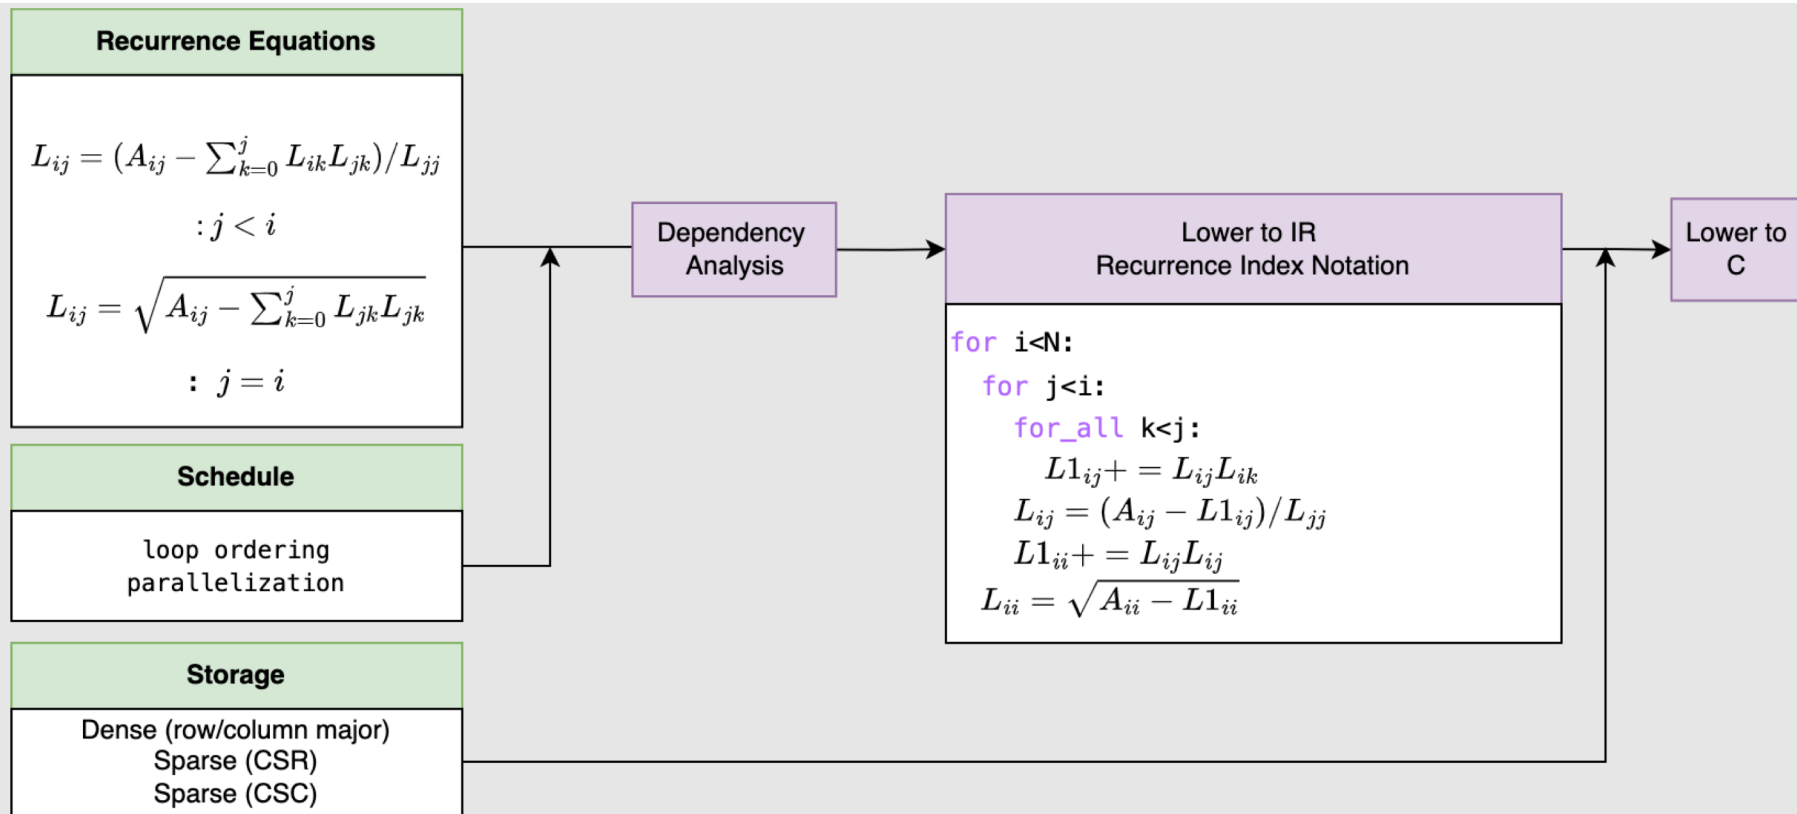 Recurrence Equations
L_{ij} = (A_{ij} − ∑_{k=0}^{j} L_{ik}L_{jk})/L_{jj}
: j < i
L_{ij} = √(A_{ij} − ∑_{k=0}^{j} L_{jk}L_{jk})
: j = i
Schedule
loop ordering
parallelization
Storage
Dense (row/column major)
Sparse (CSR)
Sparse (CSC)
Dependency
Analysis
Lower to IR
Recurrence Index Notation
for i<N:
for j<i:
for_all k<j:
L1_{ij}+ = L_{ij}L_{ik}
L_{ij} = (A_{ij} − L1_{ij})/L_{jj}
L1_{ii}+ = L_{ij}L_{ij}
L_{ii} = √(A_{ii} − L1_{ii})
Lower to
C